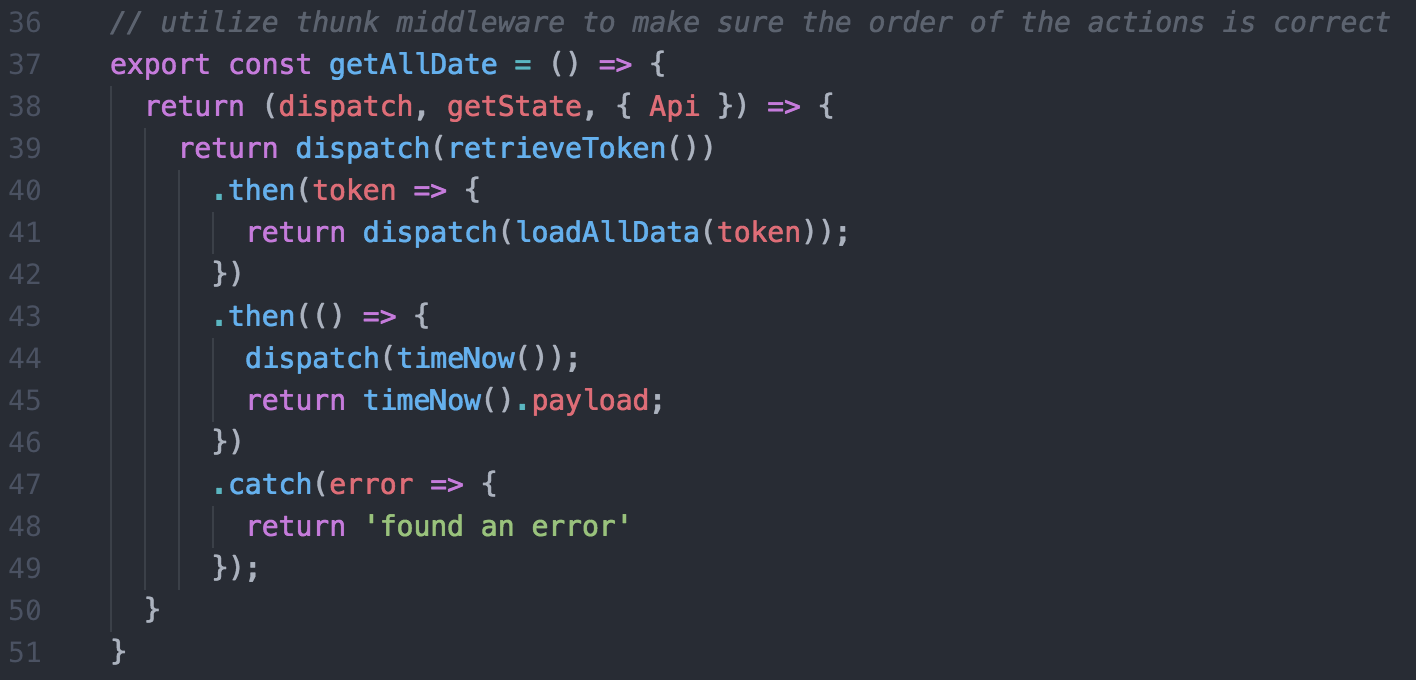 36 // utilize thunk middleware to make sure the order of the actions is correct
37 export const getAllDate = () => {
38 return (dispatch, getState, { Api }) => {
39 return dispatch(retrieveToken())
40 .then(token => {
41 return dispatch(loadAllData(token));
42 })
43 .then(() => {
44 dispatch(timeNow());
45 return timeNow().payload;
46 })
47 .catch(error => {
48 return 'found an error'
49 });
50 }
51 }